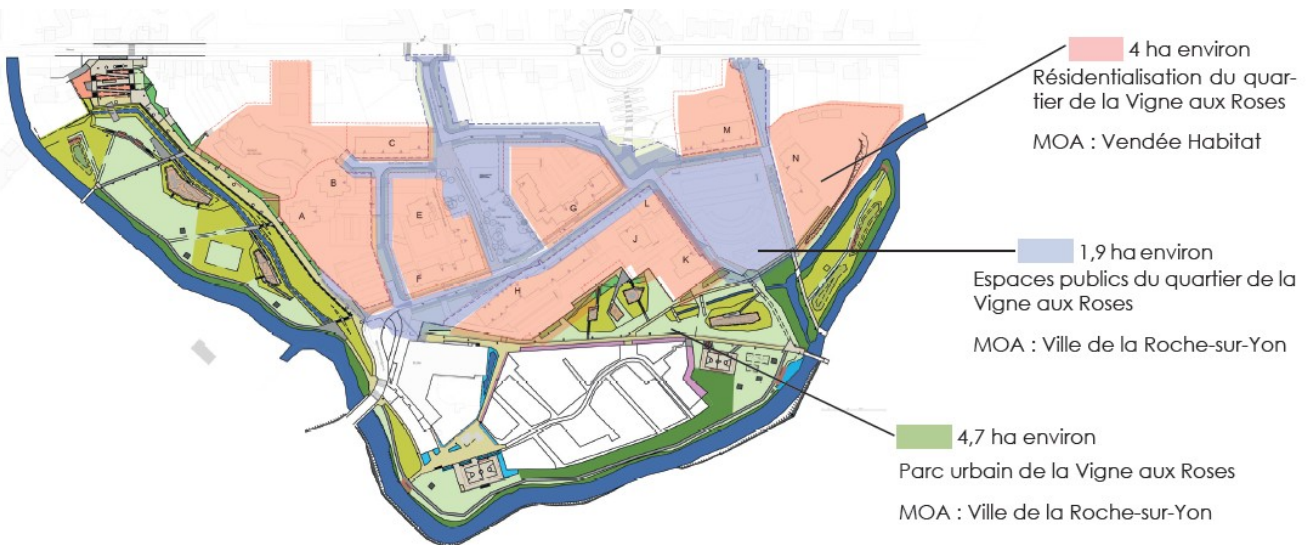 4 ha environ
Résidentialisation du quar-
tier de la Vigne aux Roses
MOA : Vendée Habitat
1,9 ha environ
Espaces publics du quartier de la
Vigne aux Roses
MOA : Ville de la Roche-sur-Yon
4,7 ha environ
Parc urbain de la Vigne aux Roses
MOA : Ville de la Roche-sur-Yon
C
M
N
B
A
E
G
L
F
J
K
H